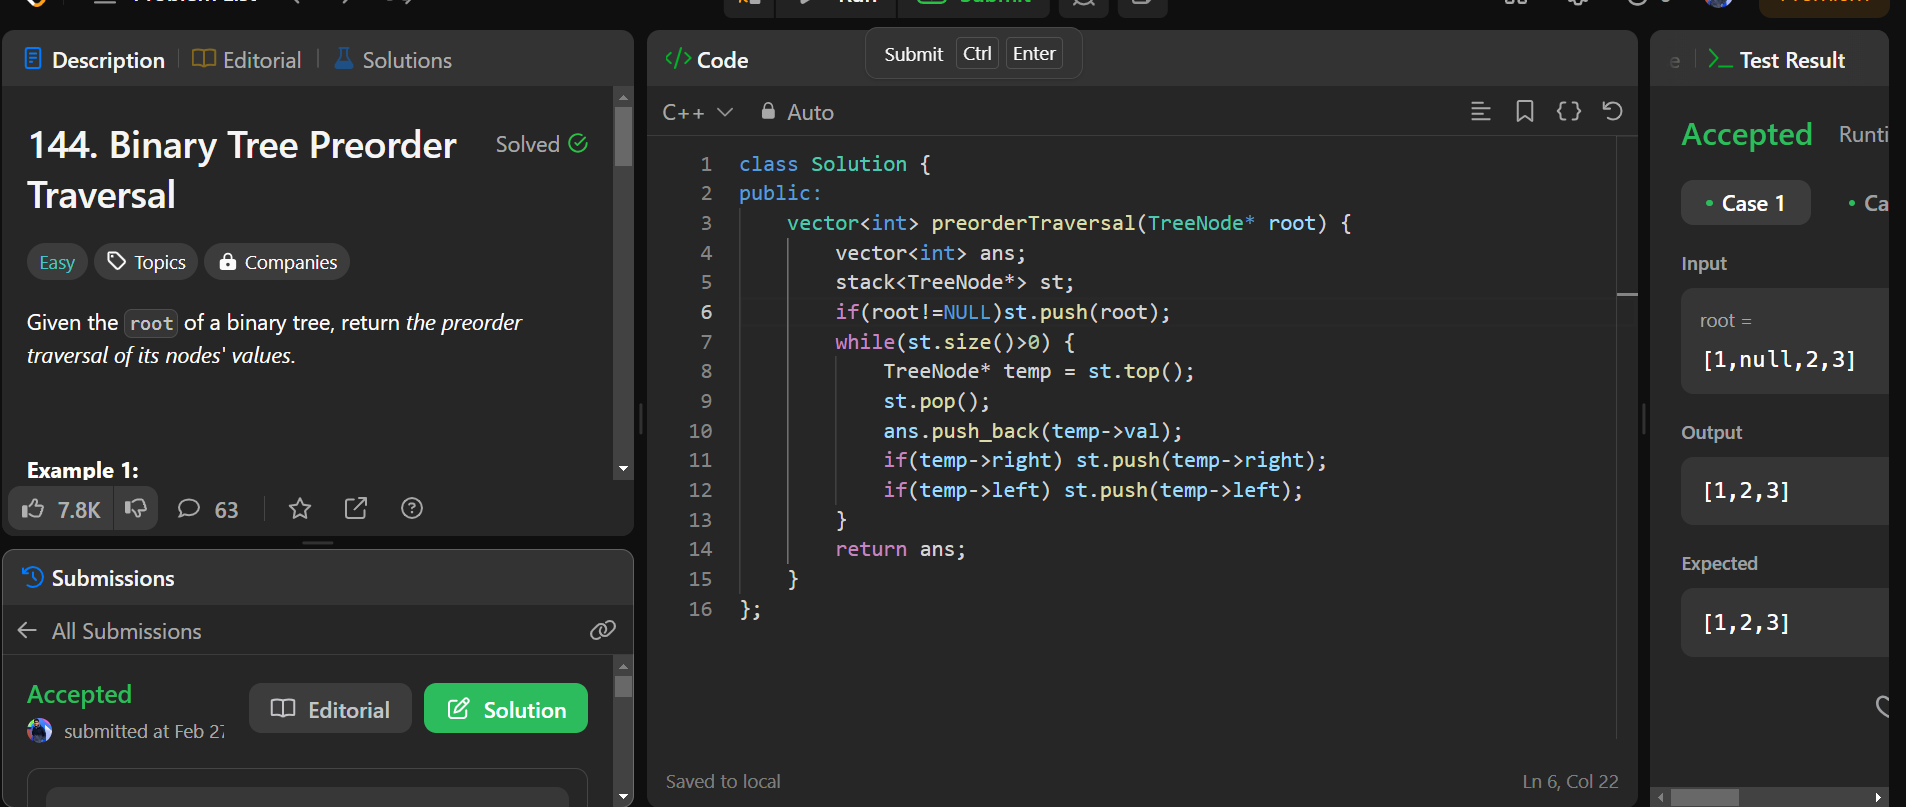 Submit Ctrl Enter
Description Editorial Solutions
144. Binary Tree Preorder
Traversal
Solved
Easy Topics Companies
Given the root of a binary tree, return the preorder
traversal of its nodes' values.
Example 1:
7.8K 63
Submissions
All Submissions
Accepted
submitted at Feb 27
Editorial Solution
</> Code
C++ Auto
1 class Solution {
2 public:
3 vector<int> preorderTraversal(TreeNode* root) {
4 vector<int> ans;
5 stack<TreeNode*> st;
6 if(root!=NULL)st.push(root);
7 while(st.size()>0) {
8 TreeNode* temp = st.top();
9 st.pop();
10 ans.push_back(temp->val);
11 if(temp->right) st.push(temp->right);
12 if(temp->left) st.push(temp->left);
13 }
14 return ans;
15 }
16 };
Saved to local Ln 6, Col 22
Test Result
Accepted Runti
Case 1 Ca
Input
root =
[1,null,2,3]
Output
[1,2,3]
Expected
[1,2,3]